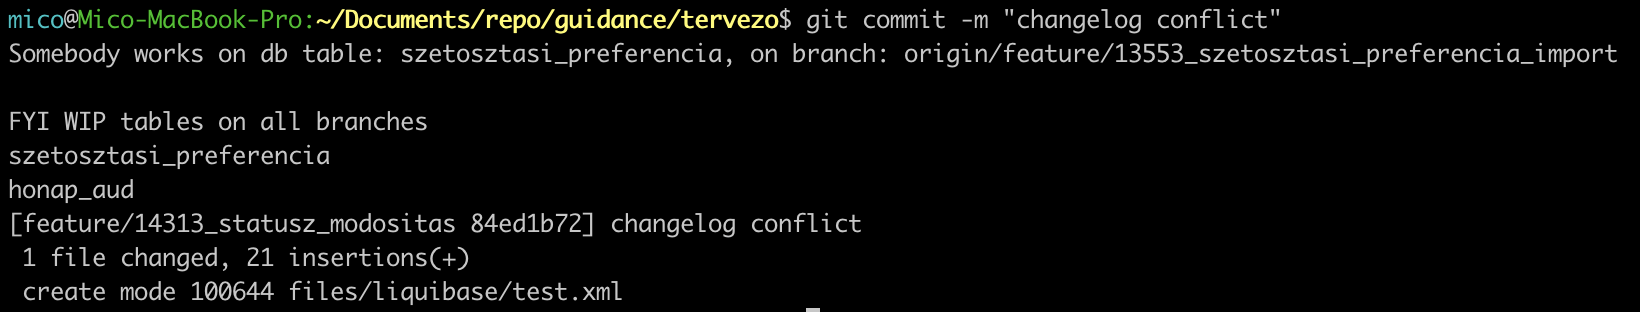 mico@Mico-MacBook-Pro:~/Documents/repo/guidance/tervezo$ git commit -m "changelog conflict"
Somebody works on db table: szetosztasi_preferencia, on branch: origin/feature/13553_szetosztasi_preferencia_import
FYI WIP tables on all branches
szetosztasi_preferencia
honap_aud
[feature/14313_statusz_modositas 84ed1b72] changelog conflict
 1 file changed, 21 insertions(+)
 create mode 100644 files/liquibase/test.xml